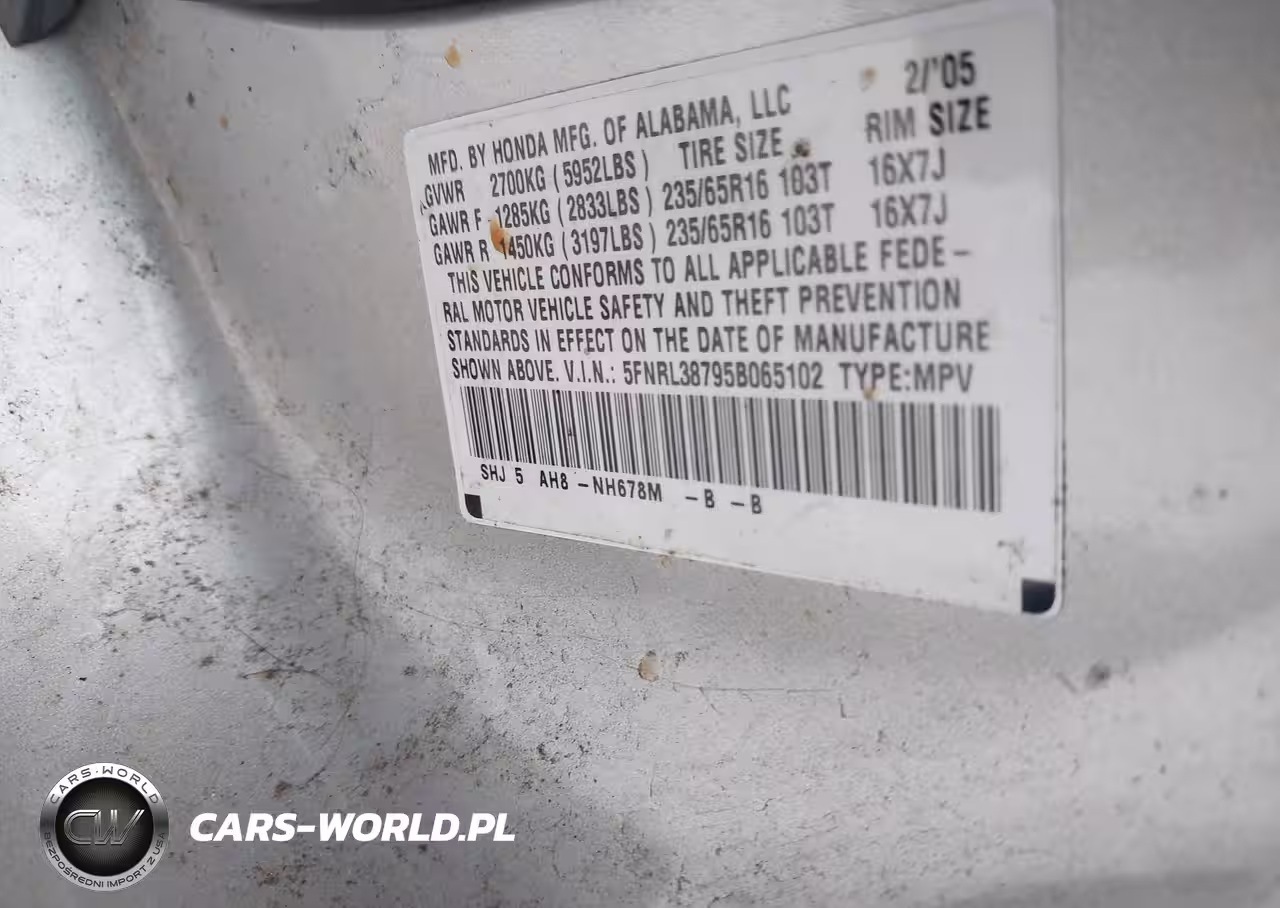 2/'05
MFD. BY HONDA MFG. OF ALABAMA, LLC
GVWR 2700KG (5952LBS) TIRE SIZE RIM SIZE
GAWR F 1285KG (2833LBS) 235/65R16 103T 16X7J
GAWR R 1450KG (3197LBS) 235/65R16 103T 16X7J
THIS VEHICLE CONFORMS TO ALL APPLICABLE FEDE-
RAL MOTOR VEHICLE SAFETY AND THEFT PREVENTION
STANDARDS IN EFFECT ON THE DATE OF MANUFACTURE
SHOWN ABOVE. V.I.N.: 5FNRL38795B065102 TYPE:MPV
SHJ 5 AH8 -NH678M -B -B
CARS-WORLD
CW
BEZPOŚREDNI IMPORT Z USA
CARS-WORLD.PL